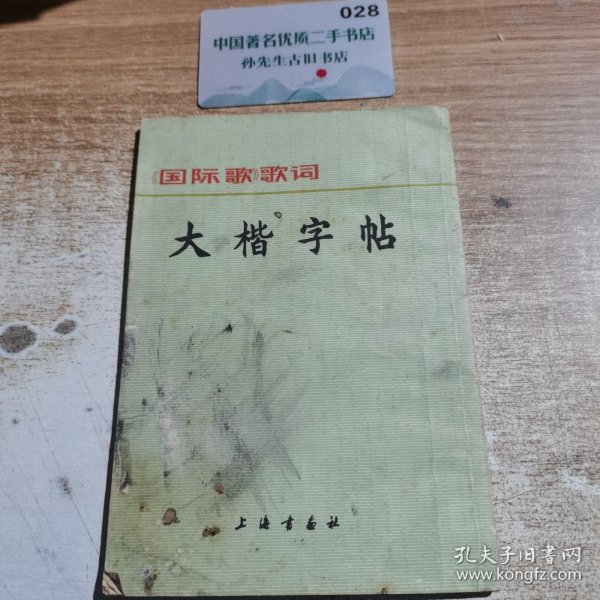 028
中国著名优质二手书店
孙先生古旧书店
《国际歌》歌词
大楷字帖
上海书画社
孔夫子旧书网
www.kongfz.com